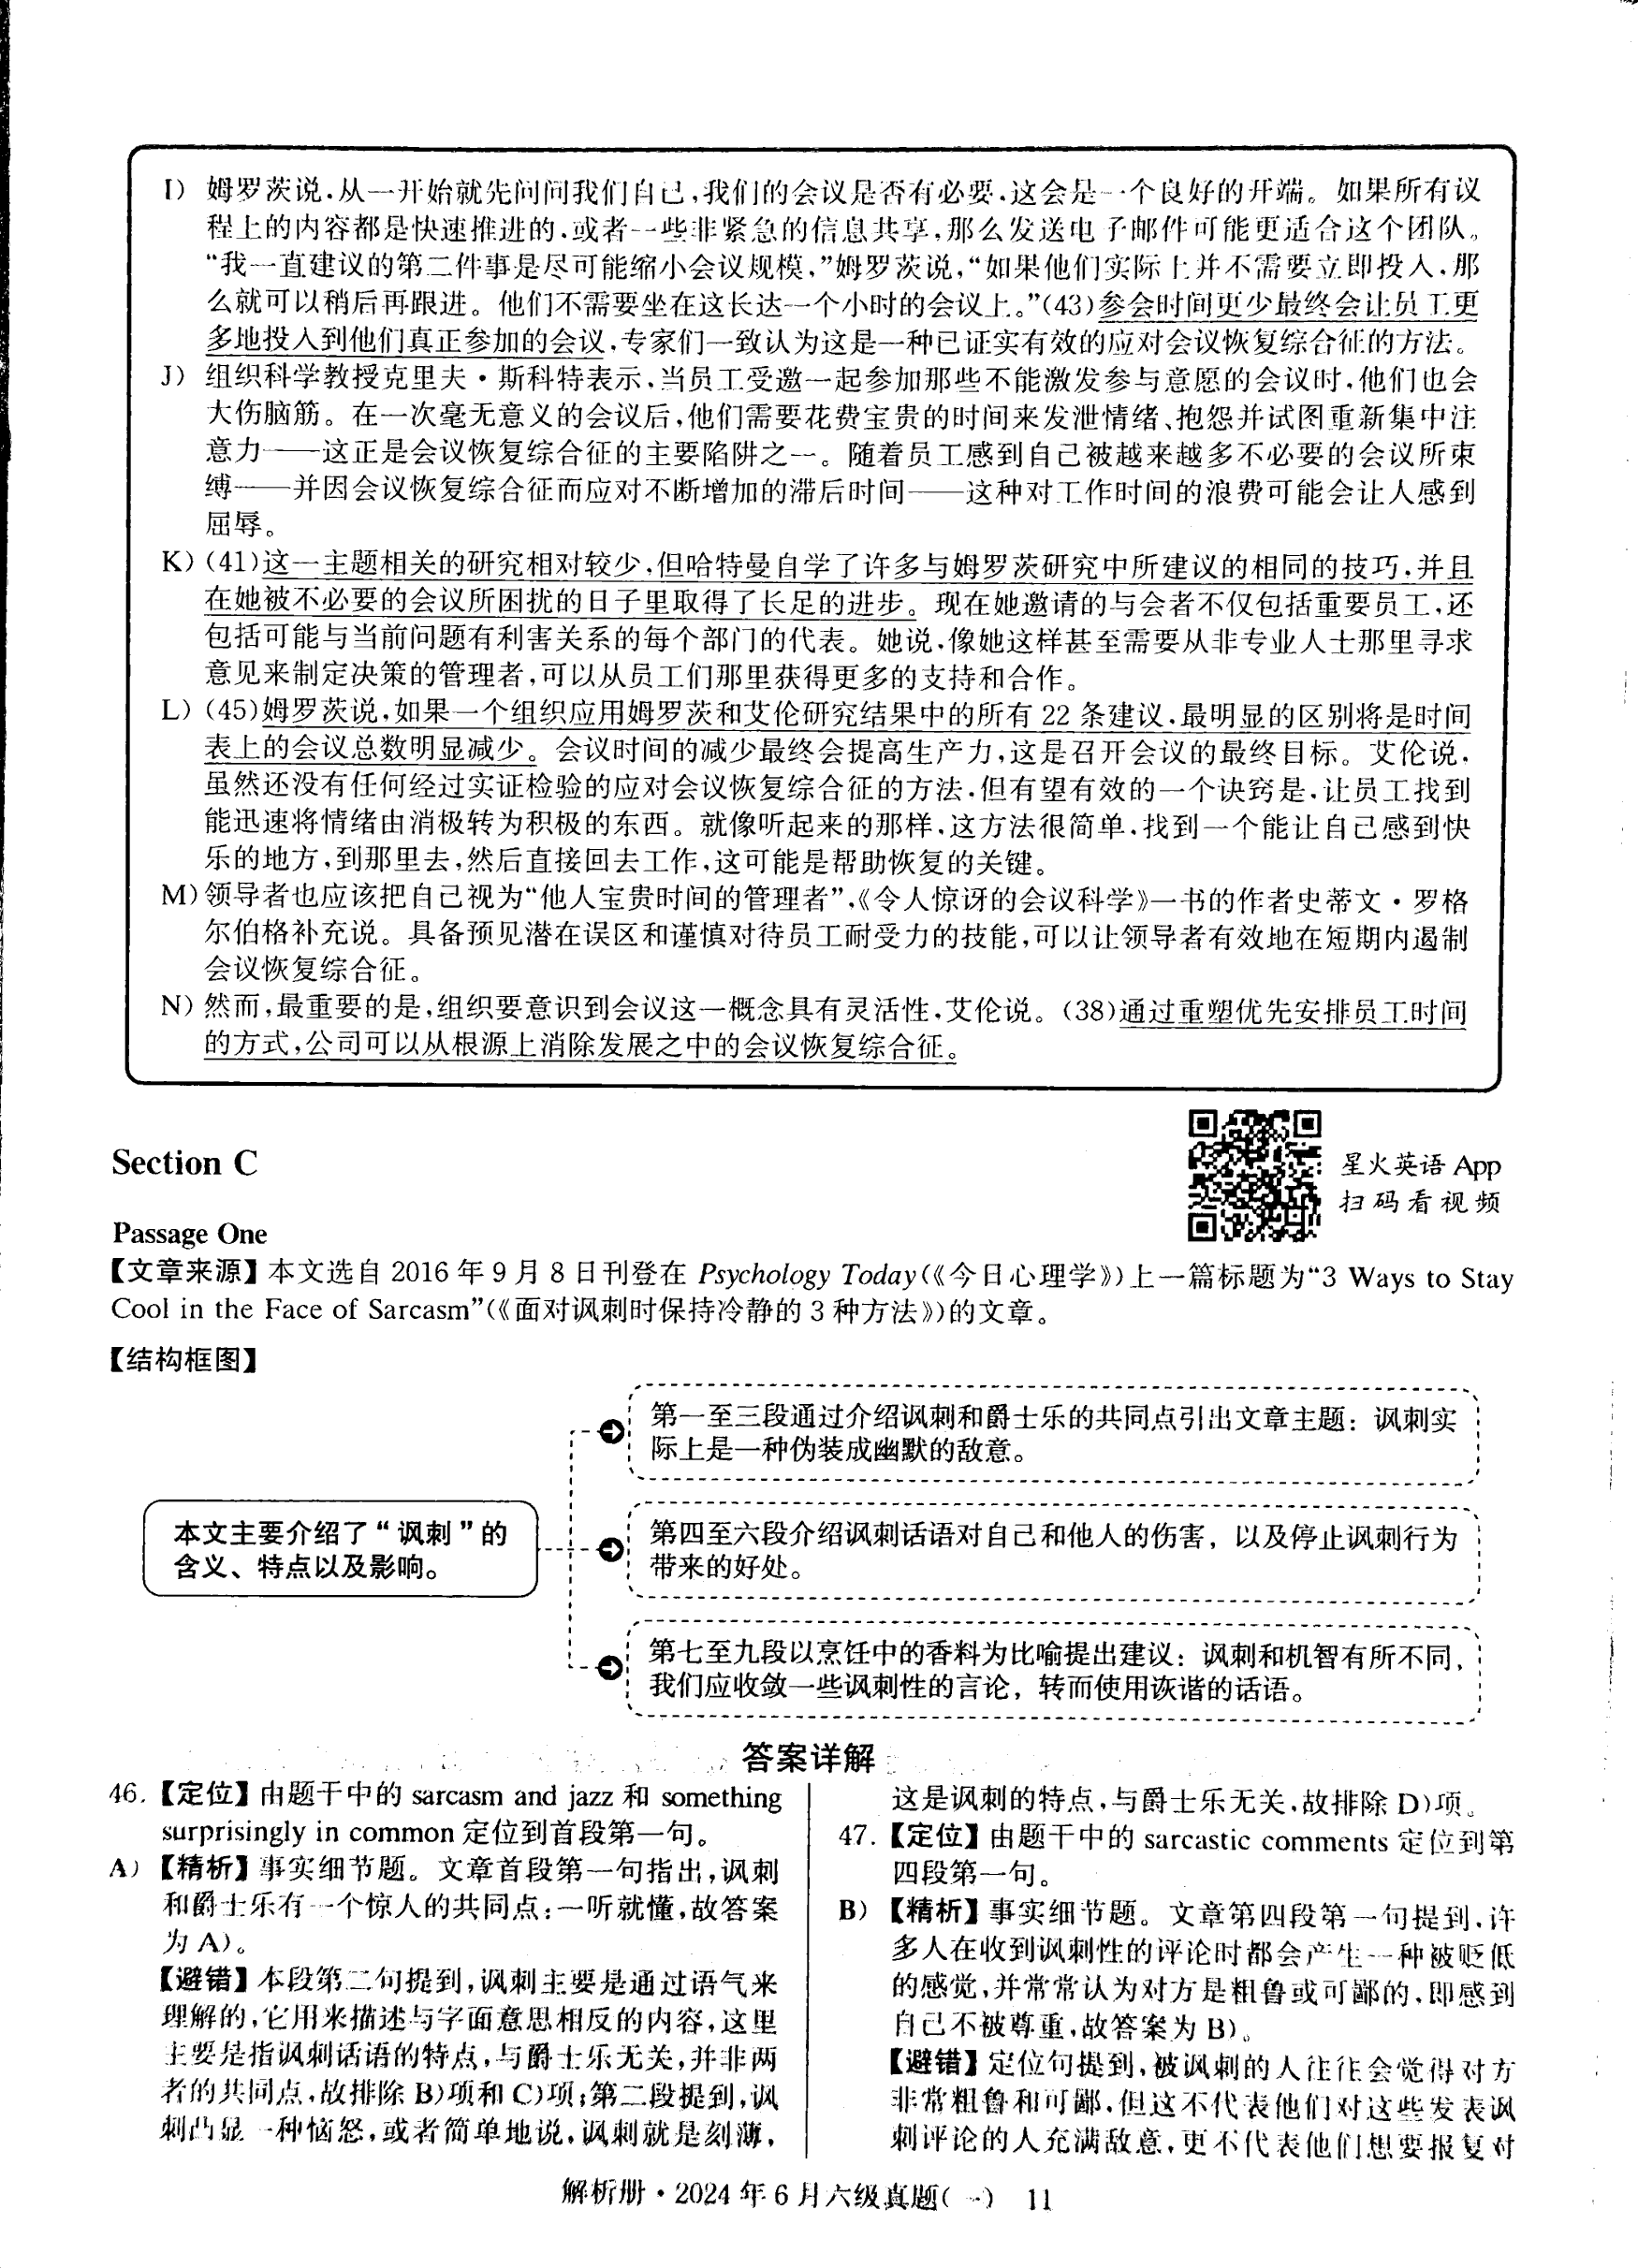 I) 姆罗茨说,从一开始就先问问我们自己,我们的会议是否有必要,这会是一个良好的开端。如果所有议
程上的内容都是快速推进的,或者一些非紧急的信息共享,那么发送电子邮件可能更适合这个团队。
“我一直建议的第二件事是尽可能缩小会议规模,”姆罗茨说,“如果他们实际上并不需要立即投入,那
么就可以稍后再跟进。他们不需要坐在这长达一个小时的会议上。”(43)参会时间更少最终会让员工更
多地投入到他们真正参加的会议,专家们一致认为这是一种已证实有效的应对会议恢复综合征的方法。
J) 组织科学教授克里夫·斯科特表示,当员工受邀一起参加那些不能激发参与意愿的会议时,他们也会
大伤脑筋。在一次毫无意义的会议后,他们需要花费宝贵的时间来发泄情绪、抱怨并试图重新集中注
意力——这正是会议恢复综合征的主要陷阱之一。随着员工感到自己被越来越多不必要的会议所束
缚——并因会议恢复综合征而应对不断增加的滞后时间——这种对工作时间的浪费可能会让人感到
屈辱。
K) (41)这一主题相关的研究相对较少,但哈特曼自学了许多与姆罗茨研究中所建议的相同的技巧,并且
在她被不必要的会议所困扰的日子里取得了长足的进步。现在她邀请的与会者不仅包括重要员工,还
包括可能与当前问题有利害关系的每个部门的代表。她说,像她这样甚至需要从非专业人士那里寻求
意见来制定决策的管理者,可以从员工们那里获得更多的支持和合作。
L) (45)姆罗茨说,如果一个组织应用姆罗茨和艾伦研究结果中的所有 22 条建议,最明显的区别将是时间
表上的会议总数明显减少。会议时间的减少最终会提高生产力,这是召开会议的最终目标。艾伦说,
虽然还没有任何经过实证检验的应对会议恢复综合征的方法,但有望有效的一个诀窍是,让员工找到
能迅速将情绪由消极转为积极的东西。就像听起来的那样,这方法很简单,找到一个能让自己感到快
乐的地方,到那里去,然后直接回去工作,这可能是帮助恢复的关键。
M) 领导者也应该把自己视为“他人宝贵时间的管理者”,《令人惊讶的会议科学》一书的作者史蒂文·罗格
尔伯格补充说。具备预见潜在误区和谨慎对待员工耐受力的技能,可以让领导者有效地在短期内遏制
会议恢复综合征。
N) 然而,最重要的是,组织要意识到会议这一概念具有灵活性,艾伦说。(38)通过重塑优先安排员工时间
的方式,公司可以从根源上消除发展之中的会议恢复综合征。
Section C
星火英语 App
扫码看视频
Passage One
【文章来源】本文选自 2016 年 9 月 8 日刊登在 Psychology Today(《今日心理学》)上一篇标题为“3 Ways to Stay
Cool in the Face of Sarcasm”(《面对讽刺时保持冷静的 3 种方法》)的文章。
【结构框图】
第一至三段通过介绍讽刺和爵士乐的共同点引出文章主题:讽刺实
际上是一种伪装成幽默的敌意。
本文主要介绍了“讽刺”的
含义、特点以及影响。
第四至六段介绍讽刺话语对自己和他人的伤害,以及停止讽刺行为
带来的好处。
第七至九段以烹饪中的香料为比喻提出建议:讽刺和机智有所不同,
我们应收敛一些讽刺性的言论,转而使用诙谐的话语。
答案详解
46.【定位】由题干中的 sarcasm and jazz 和 something
surprisingly in common 定位到首段第一句。
A) 【精析】事实细节题。文章首段第一句指出,讽刺
和爵士乐有一个惊人的共同点:一听就懂,故答案
为 A)。
【避错】本段第二句提到,讽刺主要是通过语气来
理解的,它用来描述与字面意思相反的内容,这里
主要是指讽刺话语的特点,与爵士乐无关,并非两
者的共同点,故排除 B)项和 C)项;第二段提到,讽
刺凸显一种恼怒,或者简单地说,讽刺就是刻薄,
这是讽刺的特点,与爵士乐无关,故排除 D)项。
47.【定位】由题干中的 sarcastic comments 定位到第
四段第一句。
B) 【精析】事实细节题。文章第四段第一句提到,许
多人在收到讽刺性的评论时都会产生一种被贬低
的感觉,并常常认为对方是粗鲁或可鄙的,即感到
自己不被尊重,故答案为 B)。
【避错】定位句提到,被讽刺的人往往会觉得对方
非常粗鲁和可鄙,但这不代表他们对这些发表讽
刺评论的人充满敌意,更不代表他们想要报复对
解析册·2024 年 6 月六级真题(一) 11